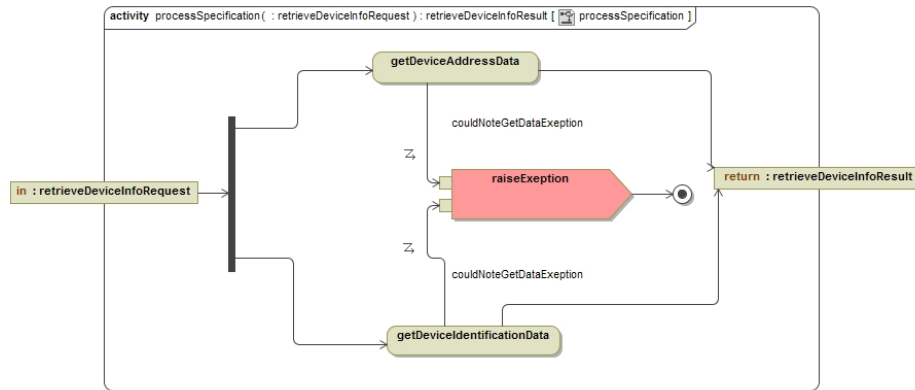 activity processSpecification( : retrieveDeviceInfoRequest ) : retrieveDeviceInfoResult [ processSpecification ]
getDeviceAddressData
couldNoteGetDataExeption
raiseExeption
in : retrieveDeviceInfoRequest
return : retrieveDeviceInfoResult
couldNoteGetDataExeption
getDeviceIdentificationData